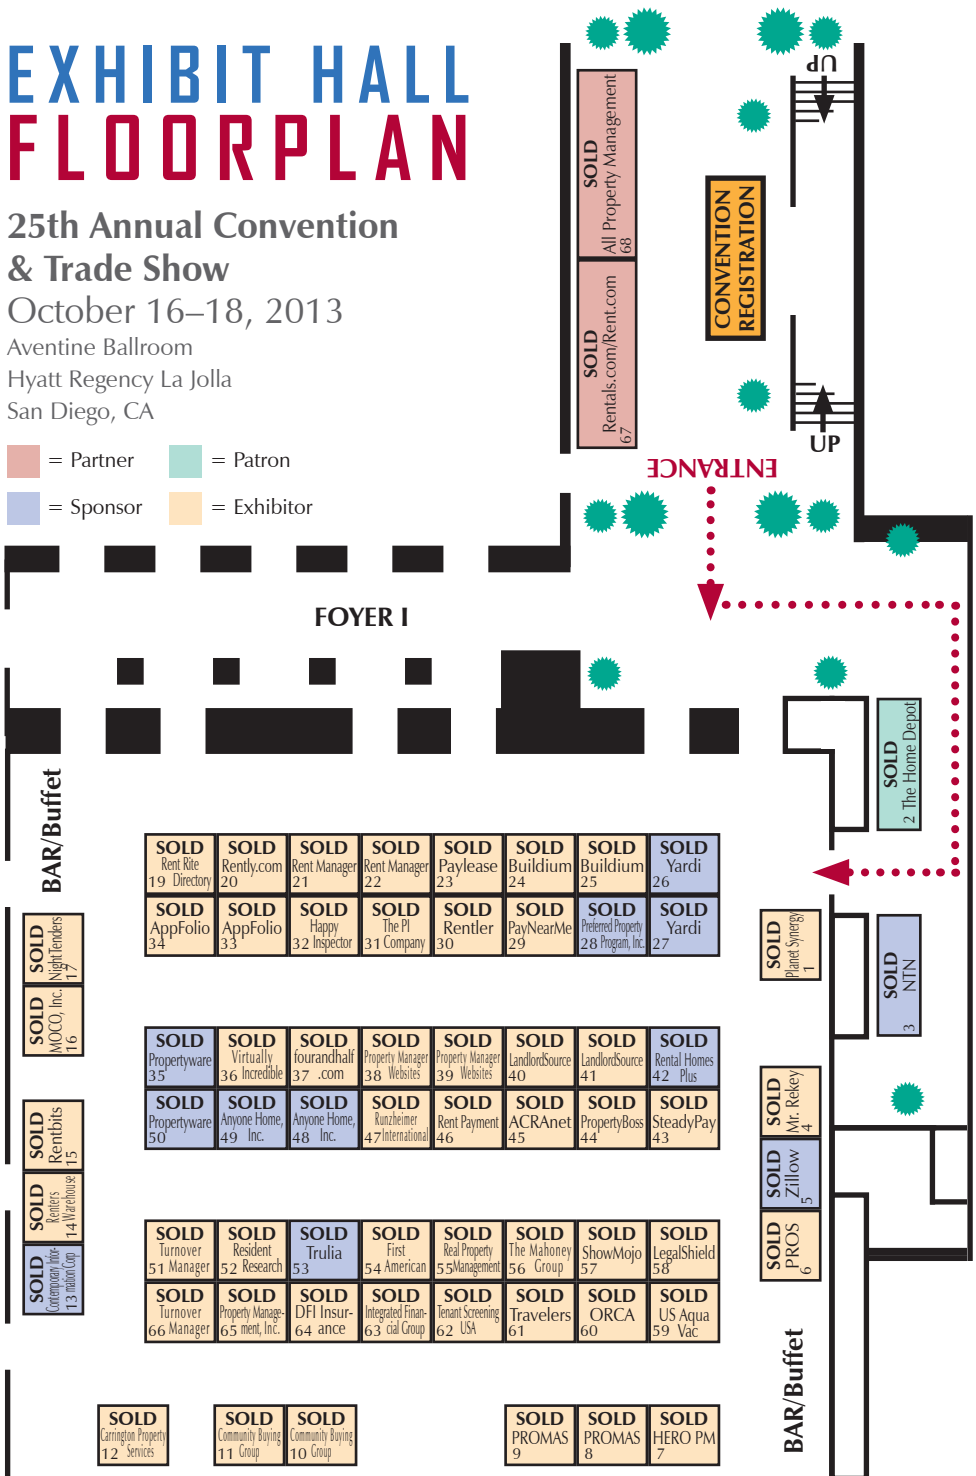 EXHIBIT HALL
FLOORPLAN
25th Annual Convention
& Trade Show
October 16–18, 2013
Aventine Ballroom
Hyatt Regency La Jolla
San Diego, CA
= Partner
= Patron
= Sponsor
= Exhibitor
SOLD
All Property Management
68
SOLD
Rentals.com/Rent.com
67
CONVENTION
REGISTRATION
UP
UP
ENTRANCE
FOYER I
SOLD
2 The Home Depot
BAR/Buffet
SOLD
Rent Rite
19 Directory
SOLD
Rently.com
20
SOLD
Rent Manager
21
SOLD
Rent Manager
22
SOLD
Paylease
23
SOLD
Buildium
24
SOLD
Buildium
25
SOLD
Yardi
26
SOLD
AppFolio
34
SOLD
AppFolio
33
SOLD
Happy
32 Inspector
SOLD
The PI
31 Company
SOLD
Rentler
30
SOLD
PayNearMe
29
SOLD
Preferred Property
28 Program, Inc.
SOLD
Yardi
27
SOLD
NightTenders
17
SOLD
MOCO, Inc.
16
SOLD
Planet Synergy
1
SOLD
NTN
3
SOLD
Propertyware
35
SOLD
Virtually
36 Incredible
SOLD
fourandhalf
37 .com
SOLD
Property Manager
38 Websites
SOLD
Property Manager
39 Websites
SOLD
LandlordSource
40
SOLD
LandlordSource
41
SOLD
Rental Homes
42 Plus
SOLD
Propertyware
50
SOLD
Anyone Home,
49 Inc.
SOLD
Anyone Home,
48 Inc.
SOLD
Runzheimer
47 International
SOLD
Rent Payment
46
SOLD
ACRAnet
45
SOLD
PropertyBoss
44
SOLD
SteadyPay
43
SOLD
Mr. Rekey
4
SOLD
Zillow
5
SOLD
PROS
6
SOLD
Rentbits
15
SOLD
Renters
14 Warehouse
SOLD
Contemporary Infor-
13 mation Corp
SOLD
Turnover
51 Manager
SOLD
Resident
52 Research
SOLD
Trulia
53
SOLD
First
54 American
SOLD
Real Property
55 Management
SOLD
The Mahoney
56 Group
SOLD
ShowMojo
57
SOLD
LegalShield
58
SOLD
Turnover
66 Manager
SOLD
Property Manage-
65 ment, Inc.
SOLD
DFI Insur-
64 ance
SOLD
Integrated Finan-
63 cial Group
SOLD
Tenant Screening
62 USA
SOLD
Travelers
61
SOLD
ORCA
60
SOLD
US Aqua
59 Vac
BAR/Buffet
SOLD
Carrington Property
12 Services
SOLD
Community Buying
11 Group
SOLD
Community Buying
10 Group
SOLD
PROMAS
9
SOLD
PROMAS
8
SOLD
HERO PM
7